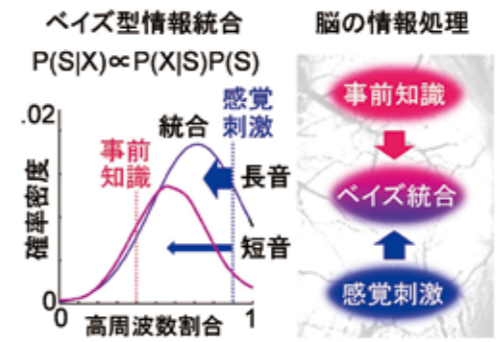 ベイズ型情報統合
P(S|X)∝P(X|S)P(S)
.02
確率密度
0
0
高周波数割合
1
事前
知識
統合
感覚
刺激
長音
短音
脳の情報処理
事前知識
ベイズ統合
感覚刺激